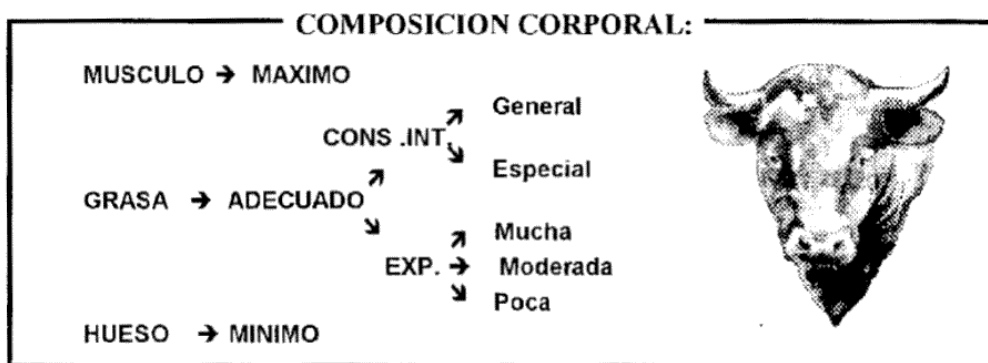 COMPOSICION CORPORAL:
MUSCULO → MAXIMO
General
CONS .INT.
Especial
GRASA → ADECUADO
Mucha
EXP. → Moderada
Poca
HUESO → MINIMO